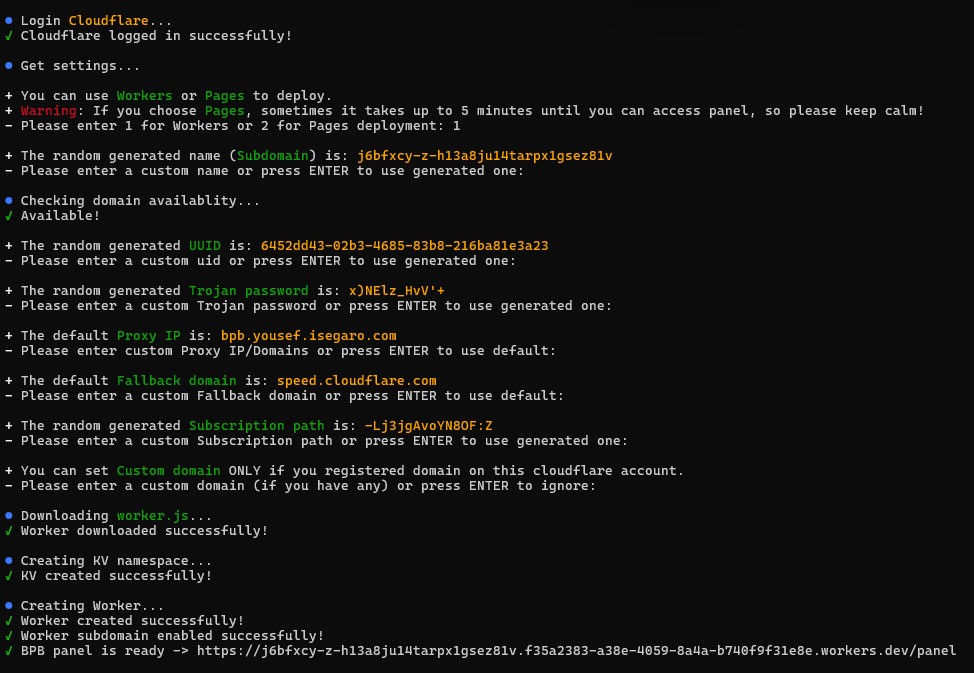 ● Login Cloudflare...
✓ Cloudflare logged in successfully!
● Get settings...
+ You can use Workers or Pages to deploy.
+ Warning: If you choose Pages, sometimes it takes up to 5 minutes until you can access panel, so please keep calm!
- Please enter 1 for Workers or 2 for Pages deployment: 1
+ The random generated name (Subdomain) is: j6bfxcy-z-h13a8ju14tarpx1gsez81v
- Please enter a custom name or press ENTER to use generated one:
● Checking domain availablity...
✓ Available!
+ The random generated UUID is: 6452dd43-02b3-4685-83b8-216ba81e3a23
- Please enter a custom uid or press ENTER to use generated one:
+ The random generated Trojan password is: x)NElz_HvV'+
- Please enter a custom Trojan password or press ENTER to use generated one:
+ The default Proxy IP is: bpb.yousef.isegaro.com
- Please enter custom Proxy IP/Domains or press ENTER to use default:
+ The default Fallback domain is: speed.cloudflare.com
- Please enter a custom Fallback domain or press ENTER to use default:
+ The random generated Subscription path is: -Lj3jgAvoYN8OF:Z
- Please enter a custom Subscription path or press ENTER to use generated one:
+ You can set Custom domain ONLY if you registered domain on this cloudflare account.
- Please enter a custom domain (if you have any) or press ENTER to ignore:
● Downloading worker.js...
✓ Worker downloaded successfully!
● Creating KV namespace...
✓ KV created successfully!
● Creating Worker...
✓ Worker created successfully!
✓ Worker subdomain enabled successfully!
✓ BPB panel is ready -> https://j6bfxcy-z-h13a8ju14tarpx1gsez81v.f35a2383-a38e-4059-8a4a-b740f9f31e8e.workers.dev/panel